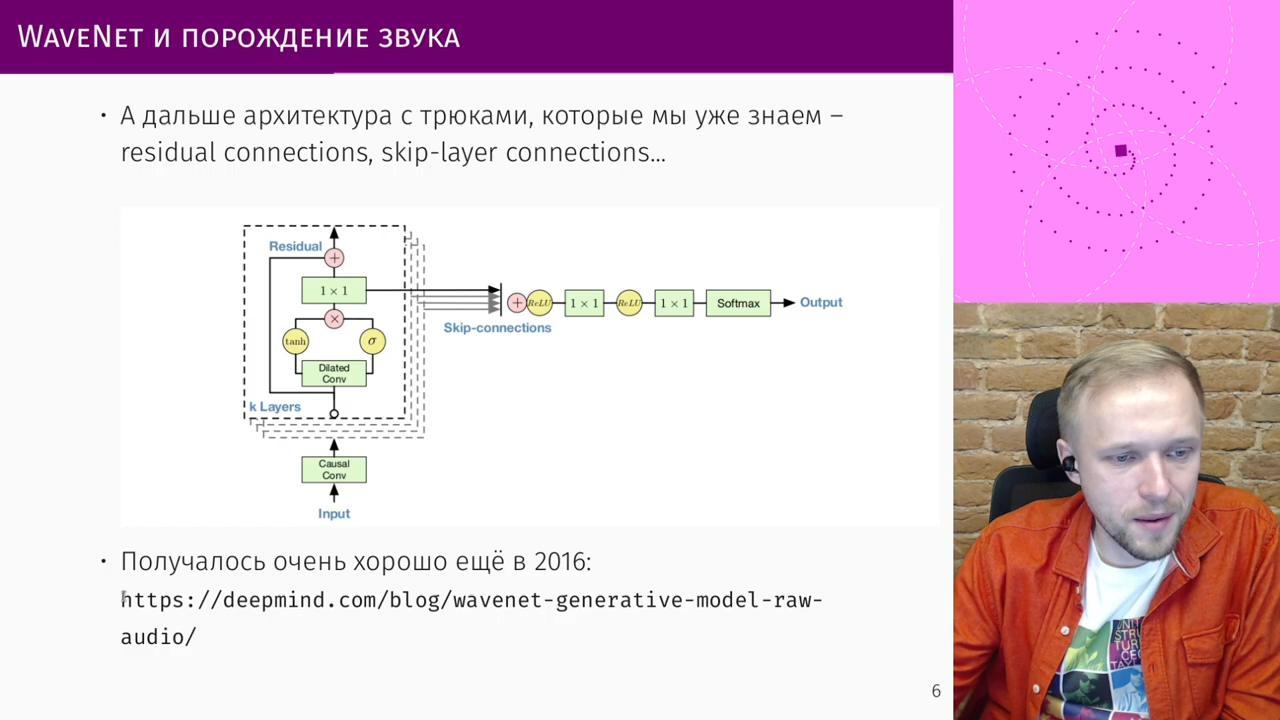 WaveNet и порождение звука
• А дальше архитектура с трюками, которые мы уже знаем –
residual connections, skip-layer connections...
Residual
+
1 × 1
×
tanh
σ
Dilated
Conv
k Layers
Causal
Conv
Input
Skip-connections
+
ReLU
1 × 1
ReLU
1 × 1
Softmax
Output
• Получалось очень хорошо ещё в 2016:
https://deepmind.com/blog/wavenet-generative-model-raw-
audio/
6